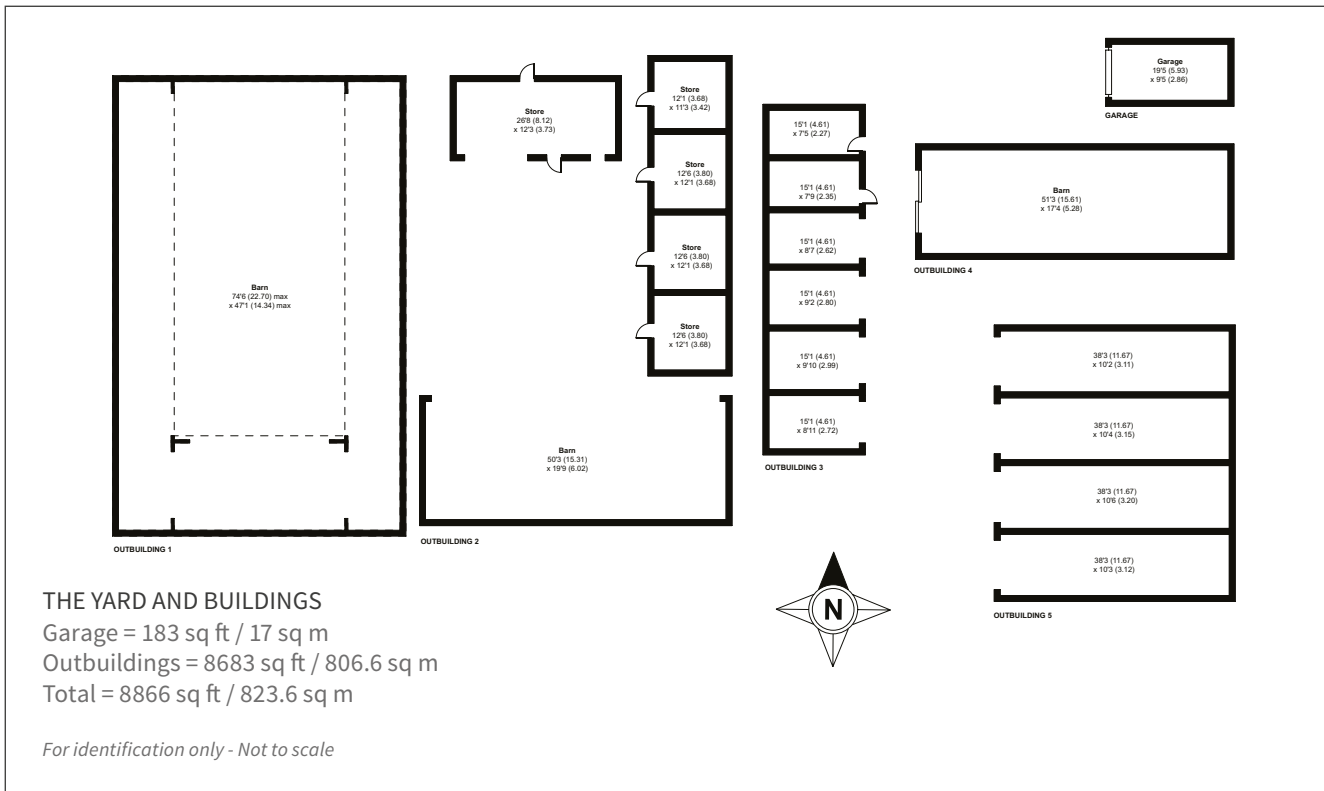 Barn
74'6 (22.70) max
x 47'1 (14.34) max
OUTBUILDING 1
Store
26'8 (8.12)
x 12'3 (3.73)
Store
12'1 (3.68)
x 11'3 (3.42)
Store
12'6 (3.80)
x 12'1 (3.68)
Store
12'6 (3.80)
x 12'1 (3.68)
Store
12'6 (3.80)
x 12'1 (3.68)
Barn
50'3 (15.31)
x 19'9 (6.02)
OUTBUILDING 2
15'1 (4.61)
x 7'5 (2.27)
15'1 (4.61)
x 7'9 (2.35)
15'1 (4.61)
x 8'7 (2.62)
15'1 (4.61)
x 9'2 (2.80)
15'1 (4.61)
x 9'10 (2.99)
15'1 (4.61)
x 8'11 (2.72)
OUTBUILDING 3
Garage
19'5 (5.93)
x 9'5 (2.86)
GARAGE
Barn
51'3 (15.61)
x 17'4 (5.28)
OUTBUILDING 4
38'3 (11.67)
x 10'2 (3.11)
38'3 (11.67)
x 10'4 (3.15)
38'3 (11.67)
x 10'6 (3.20)
38'3 (11.67)
x 10'3 (3.12)
OUTBUILDING 5
N
THE YARD AND BUILDINGS
Garage = 183 sq ft / 17 sq m
Outbuildings = 8683 sq ft / 806.6 sq m
Total = 8866 sq ft / 823.6 sq m
For identification only - Not to scale